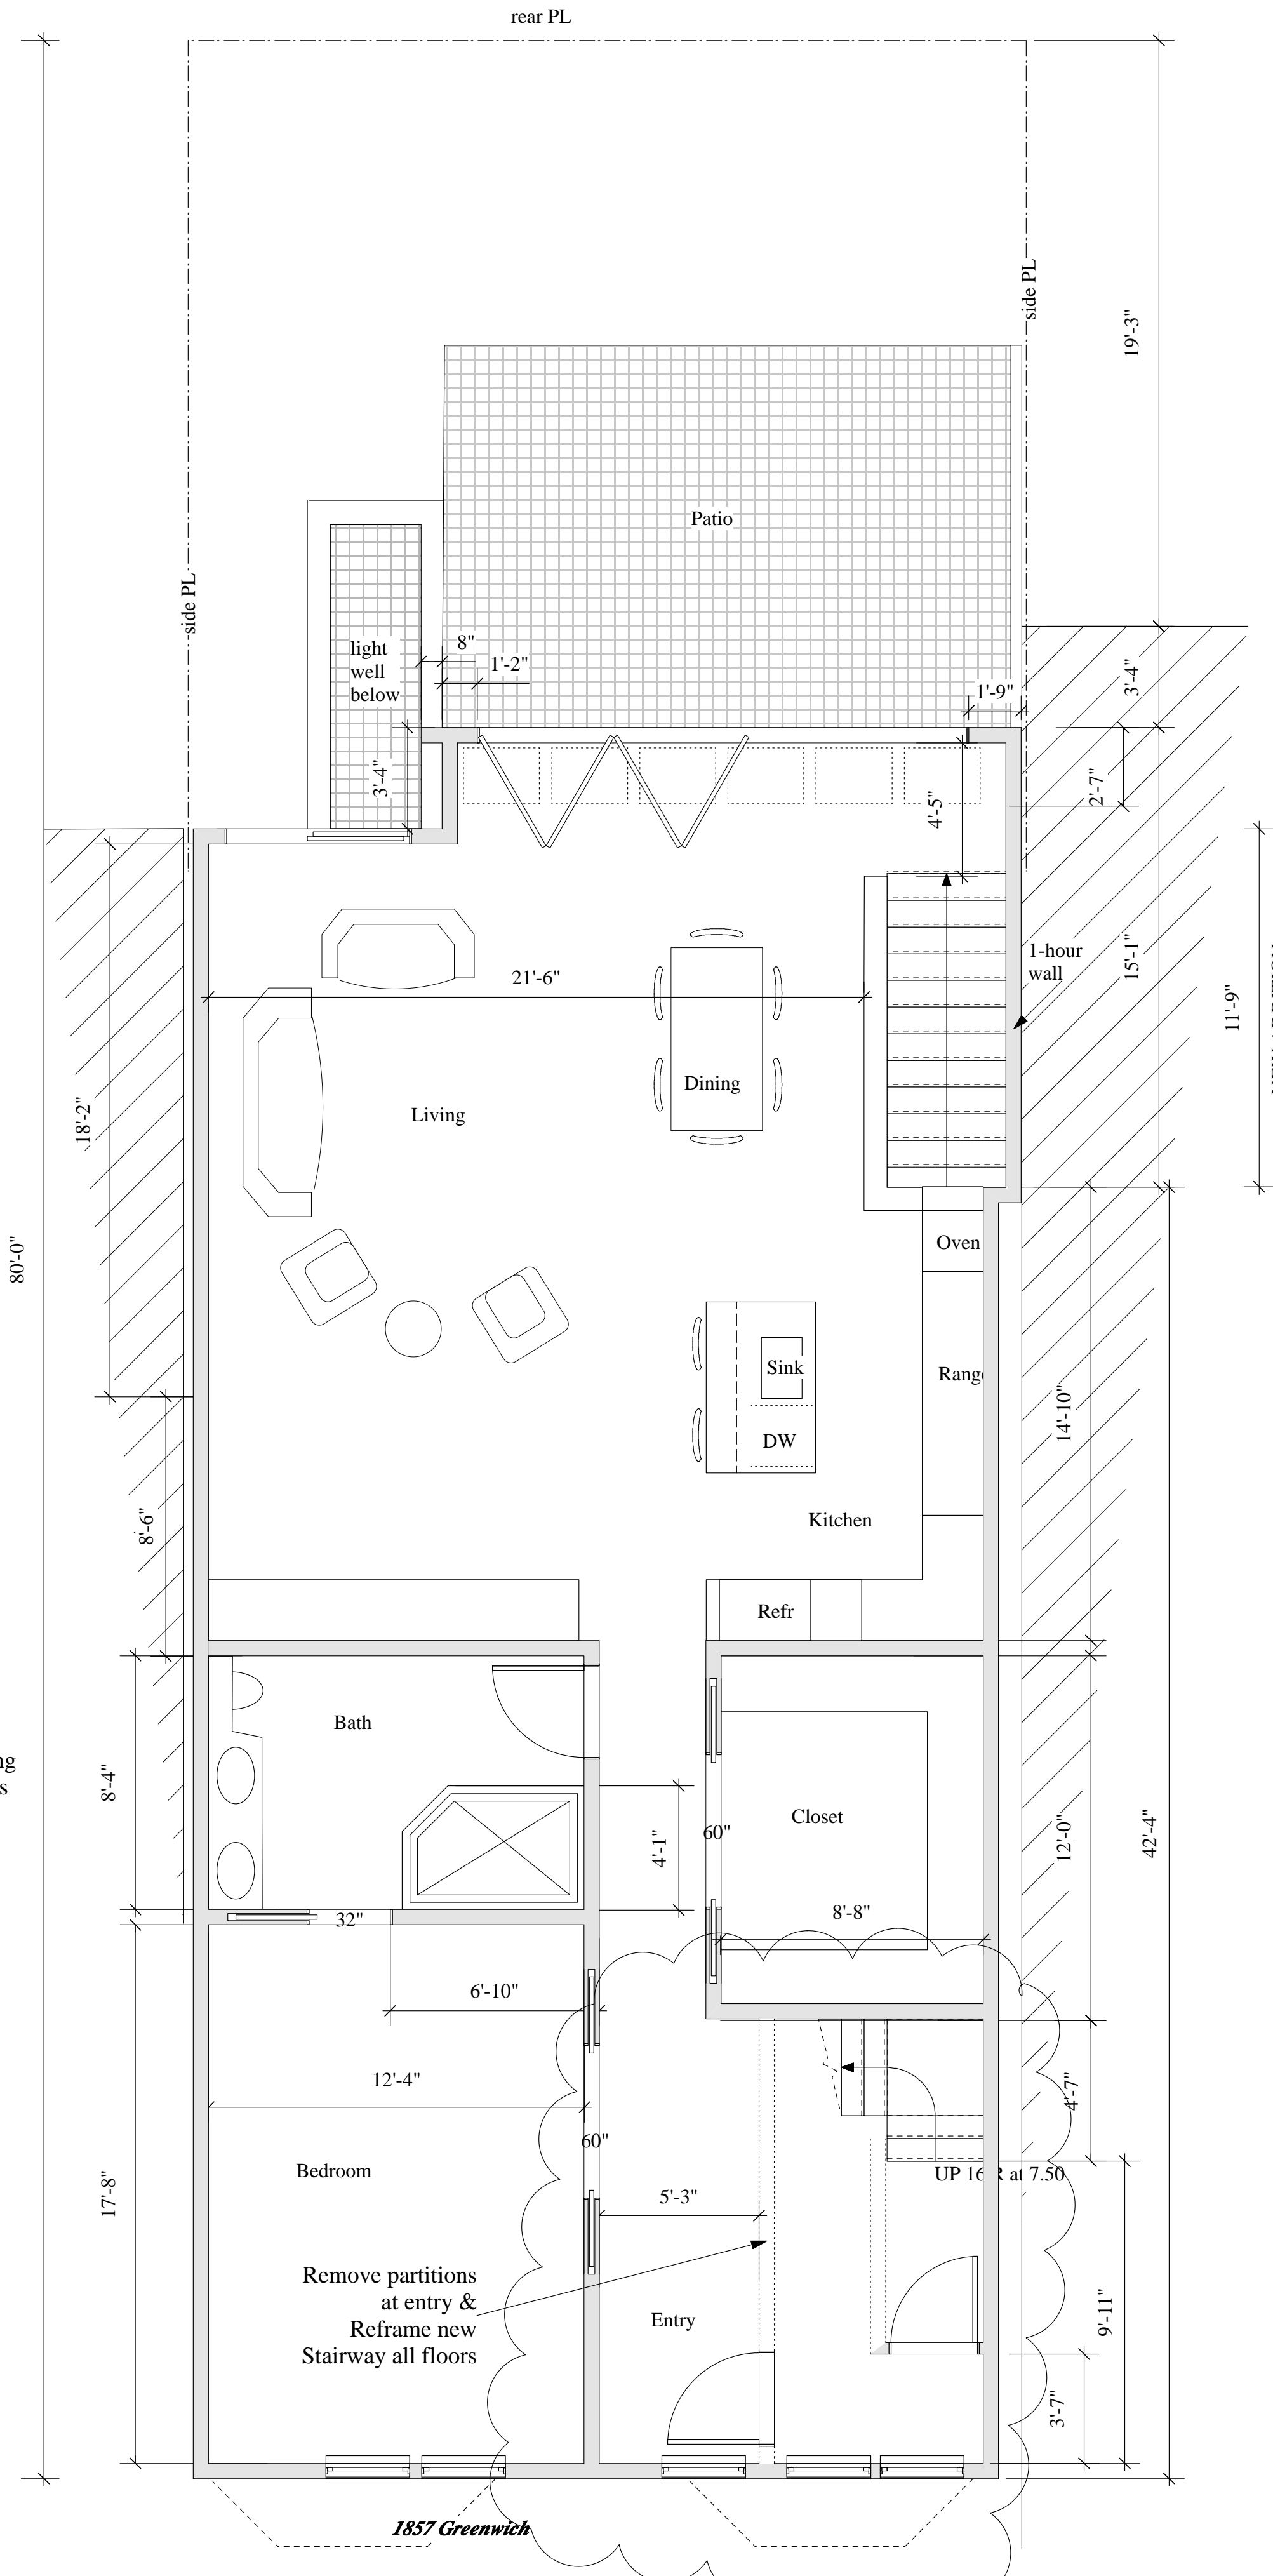 rear PL
side PL
19'-3"
Patio
side PL
light
well
below
8"
1'-2"
1'-9"
3'-4"
3'-4"
2'-7"
4'-5"
1-hour
wall
15'-1"
11'-9"
21'-6"
Dining
Living
18'-2"
80'-0"
Oven
Range
Sink
DW
14'-10"
Kitchen
8'-6"
Refr
Bath
8'-4"
Closet
60"
4'-1"
12'-0"
42'-4"
8'-8"
32"
6'-10"
12'-4"
4'-7"
60"
Bedroom
UP 16R at 7.50
17'-8"
5'-3"
Remove partitions
at entry &
Reframe new
Stairway all floors
Entry
9'-11"
3'-7"
1857 Greenwich